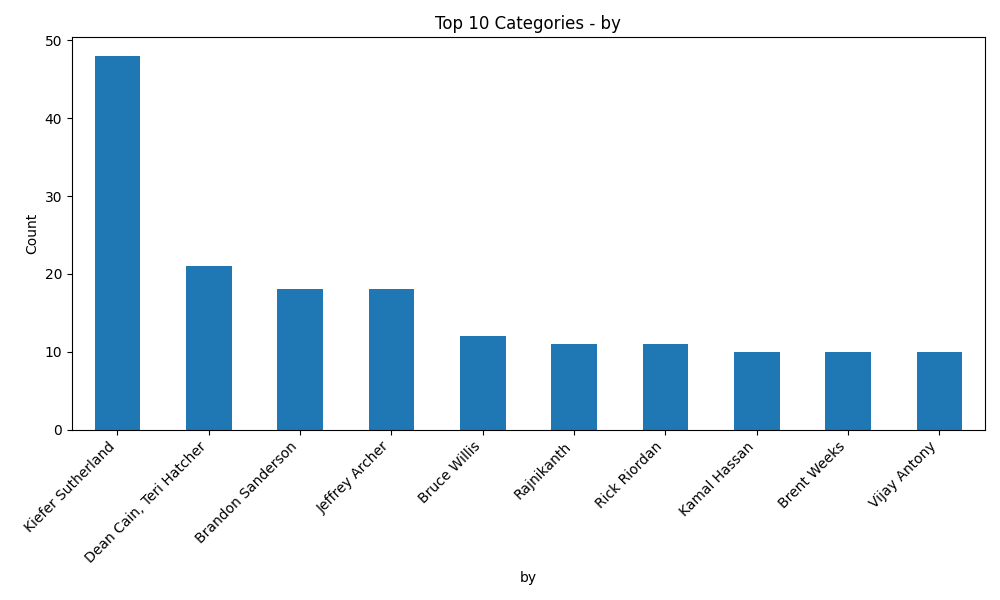 Top 10 Categories - by
50
40
30
20
10
0
Count
Kiefer Sutherland
Dean Cain, Teri Hatcher
Brandon Sanderson
Jeffrey Archer
Bruce Willis
Rajnikanth
Rick Riordan
Kamal Hassan
Brent Weeks
Vijay Antony
by